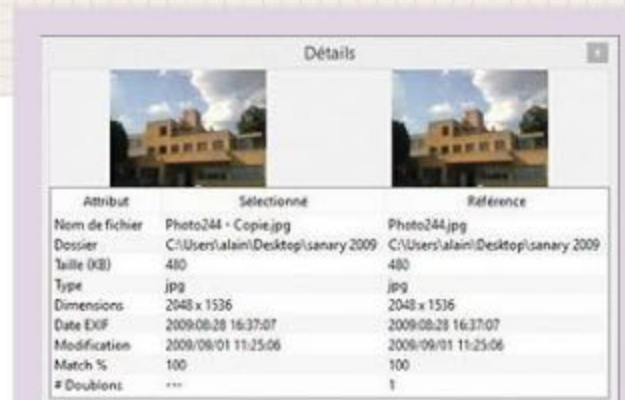 Détails
x
Attribut Sélectionné Référence
Nom de fichier Photo244 - Copie.jpg Photo244.jpg
Dossier C:\Users\alain\Desktop\sanary 2009 C:\Users\alain\Desktop\sanary 2009
Taille (KB) 480 480
Type jpg jpg
Dimensions 2048 x 1536 2048 x 1536
Date EXIF 2009:08:28 16:37:07 2009:08:28 16:37:07
Modification 2009/09/01 11:25:06 2009/09/01 11:25:06
Match % 100 100
# Doublons --- 1